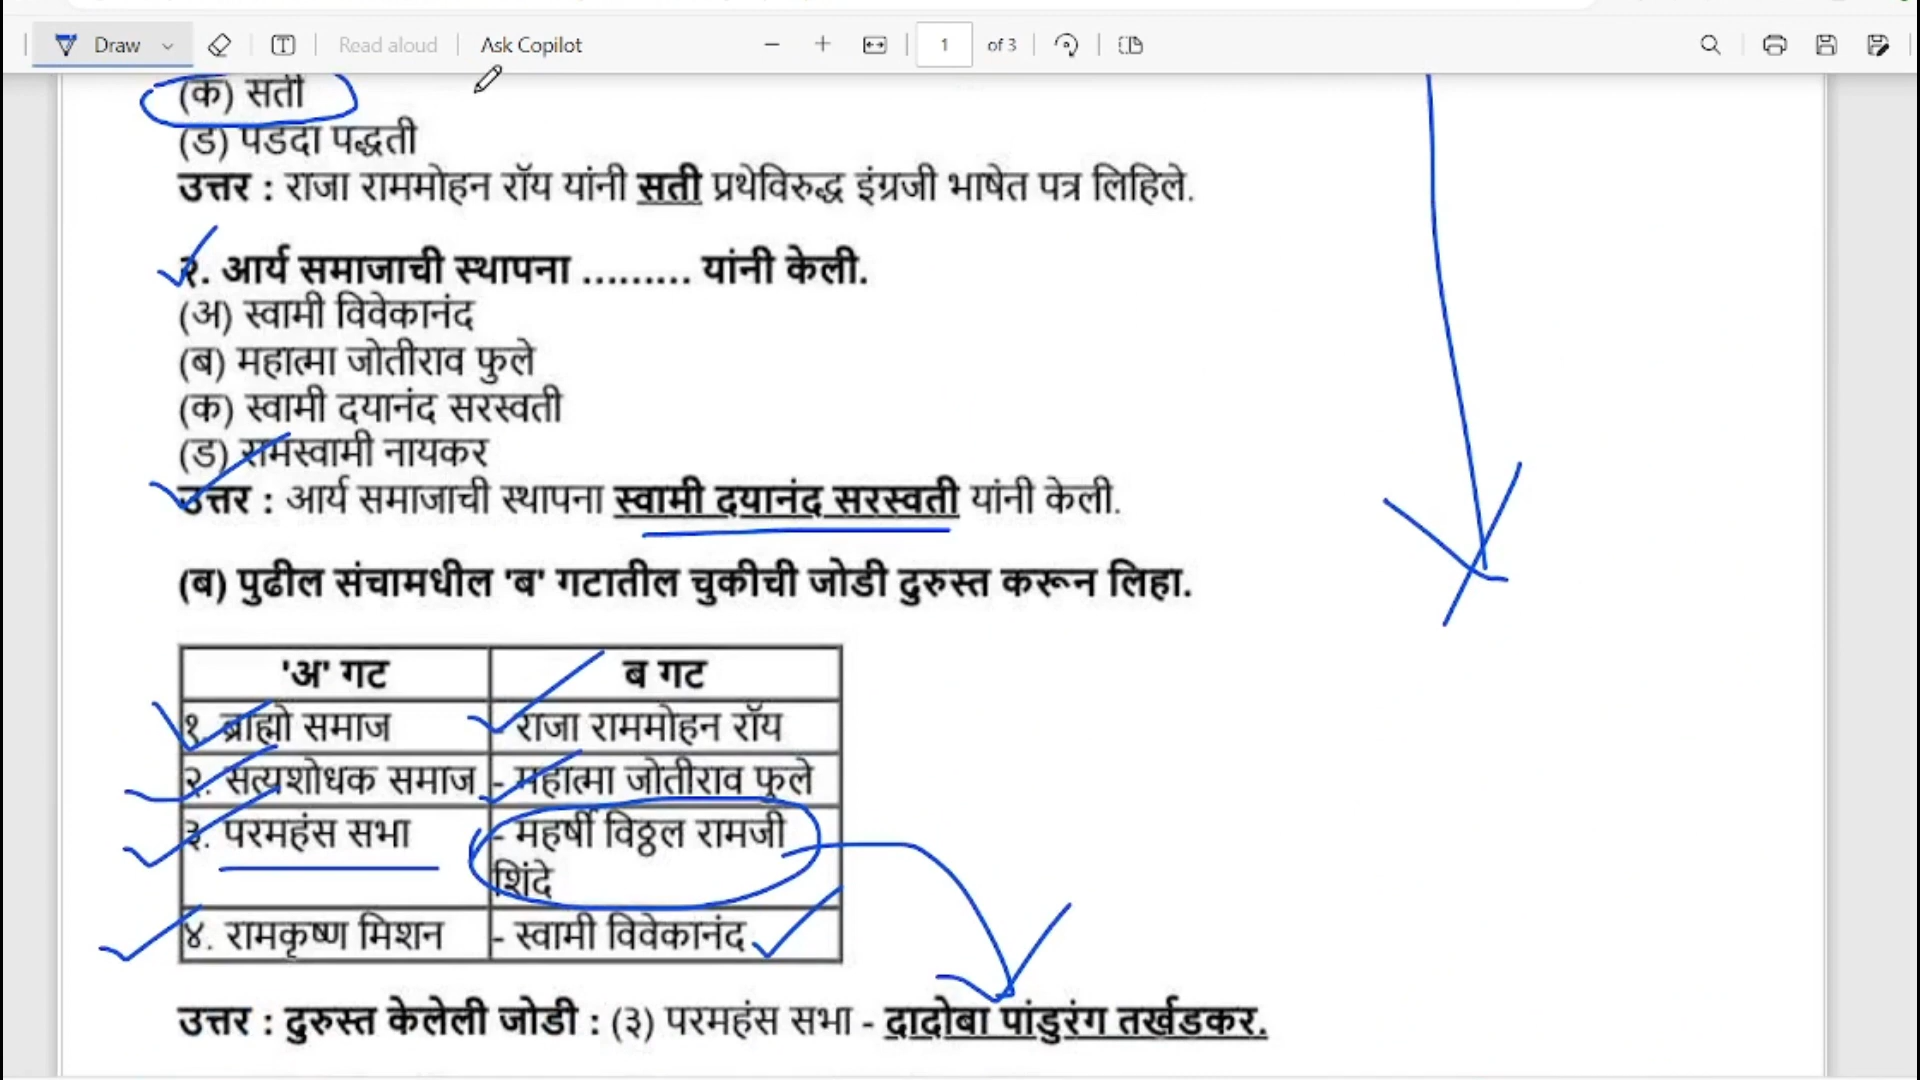 Draw
Read aloud
Ask Copilot
1 of 3
(क) सती
(ड) पडदा पद्धती
उत्तर : राजा राममोहन रॉय यांनी सती प्रथेविरुद्ध इंग्रजी भाषेत पत्र लिहिले.
२. आर्य समाजाची स्थापना ......... यांनी केली.
(अ) स्वामी विवेकानंद
(ब) महात्मा जोतीराव फुले
(क) स्वामी दयानंद सरस्वती
(ड) रामस्वामी नायकर
उत्तर : आर्य समाजाची स्थापना स्वामी दयानंद सरस्वती यांनी केली.
(ब) पुढील संचामधील 'ब' गटातील चुकीची जोडी दुरुस्त करून लिहा.
'अ' गट ब गट
१. ब्राह्मो समाज राजा राममोहन रॉय
२. सत्यशोधक समाज - महात्मा जोतीराव फुले
३. परमहंस सभा - महर्षी विठ्ठल रामजी
शिंदे
४. रामकृष्ण मिशन - स्वामी विवेकानंद
उत्तर : दुरुस्त केलेली जोडी : (३) परमहंस सभा - दादोबा पांडुरंग तर्खडकर.